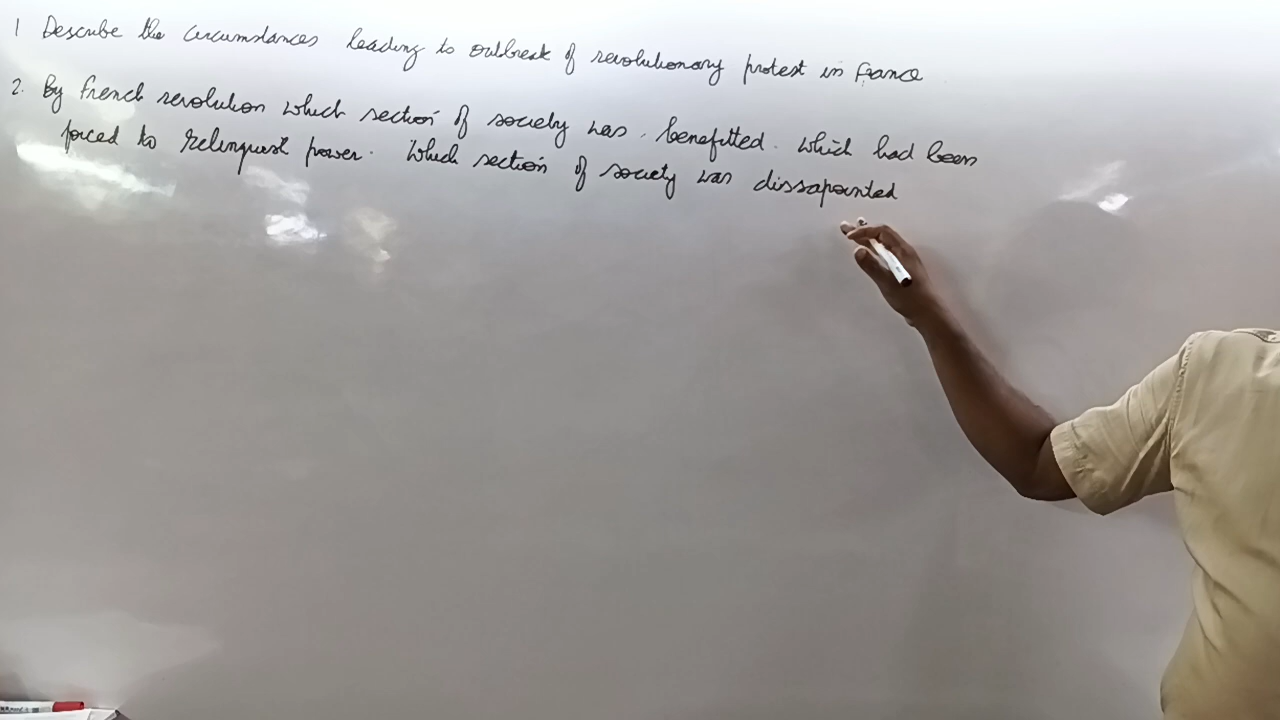 1 Describe the circumstances leading to outbreak of revolutionary protest in France
2. By French revolution which section of society was benefitted. which had been
forced to relinquist power. Which section of society was dissapointed